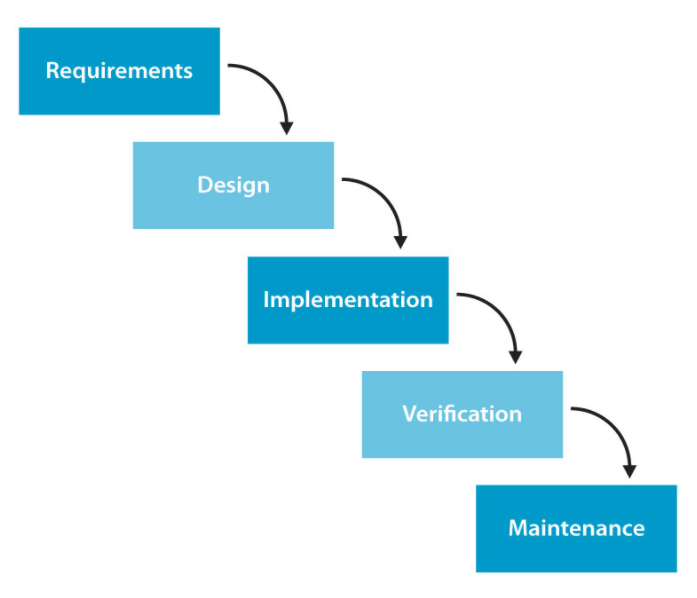 Requirements
Design
Implementation
Verification
Maintenance